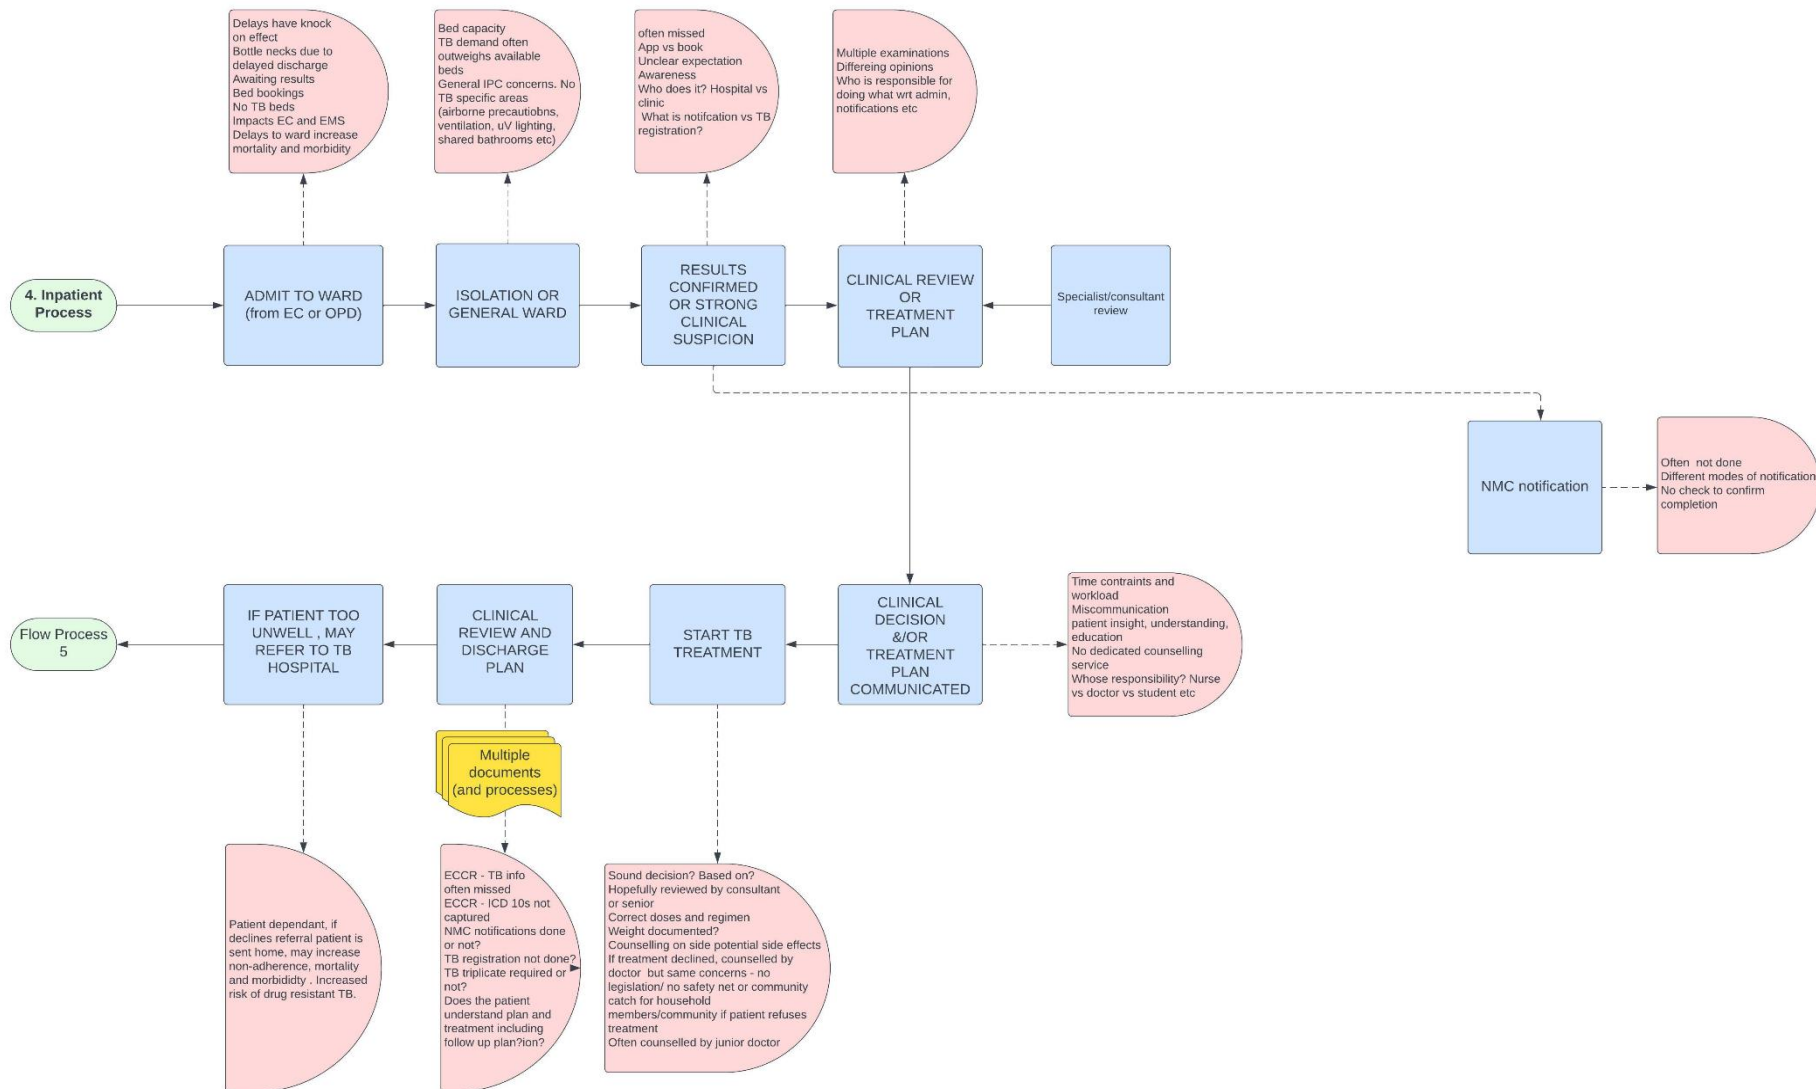 Delays have knock
on effect
Bottle necks due to
delayed discharge
Awaiting results
Bed bookings
No TB beds
Impacts EC and EMS
Delays to ward increase
mortality and morbidity
Bed capacity
TB demand often
outweighs available
beds
General IPC concerns. No
TB specific areas
(airborne precautiobns,
ventilation, uV lighting,
shared bathrooms etc)
often missed
App vs book
Unclear expectation
Awareness
Who does it? Hospital vs
clinic
What is notifcation vs TB
registration?
Multiple examinations
Differeing opinions
Who is responsible for
doing what wrt admin,
notifications etc
4. Inpatient
Process
ADMIT TO WARD
(from EC or OPD)
ISOLATION OR
GENERAL WARD
RESULTS
CONFIRMED
OR STRONG
CLINICAL
SUSPICION
CLINICAL REVIEW
OR
TREATMENT
PLAN
Specialist/consultant
review
NMC notification
Often not done
Different modes of notification
No check to confirm
completion
Flow Process
5
IF PATIENT TOO
UNWELL , MAY
REFER TO TB
HOSPITAL
CLINICAL
REVIEW AND
DISCHARGE
PLAN
START TB
TREATMENT
CLINICAL
DECISION
&/OR
TREATMENT
PLAN
COMMUNICATED
Time contraints and
workload
Miscommunication
patient insight, understanding,
education
No dedicated counselling
service
Whose responsibility? Nurse
vs doctor vs student etc
Multiple
documents
(and processes)
Patient dependant, if
declines referral patient is
sent home, may increase
non-adherence, mortality
and morbididty . Increased
risk of drug resistant TB.
ECCR - TB info
often missed
ECCR - ICD 10s not
captured
NMC notifications done
or not?
TB registration not done?
TB triplicate required or
not?
Does the patient
understand plan and
treatment including
follow up plan?ion?
Sound decision? Based on?
Hopefully reviewed by consultant
or senior
Correct doses and regimen
Weight documented?
Counselling on side potential side effects
If treatment declined, counselled by
doctor but same concerns - no
legislation/ no safety net or community
catch for household
members/community if patient refuses
treatment
Often counselled by junior doctor